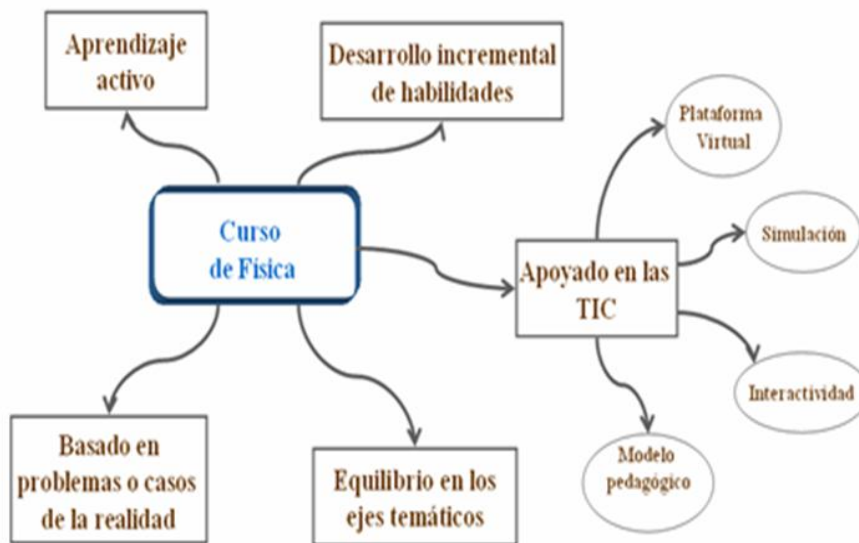 Aprendizaje
activo
Desarrollo incremental
de habilidades
Plataforma
Virtual
Curso
de Física
Simulación
Apoyado en las
TIC
Interactividad
Basado en
problemas o casos
de la realidad
Equilibrio en los
ejes temáticos
Modelo
pedagógico